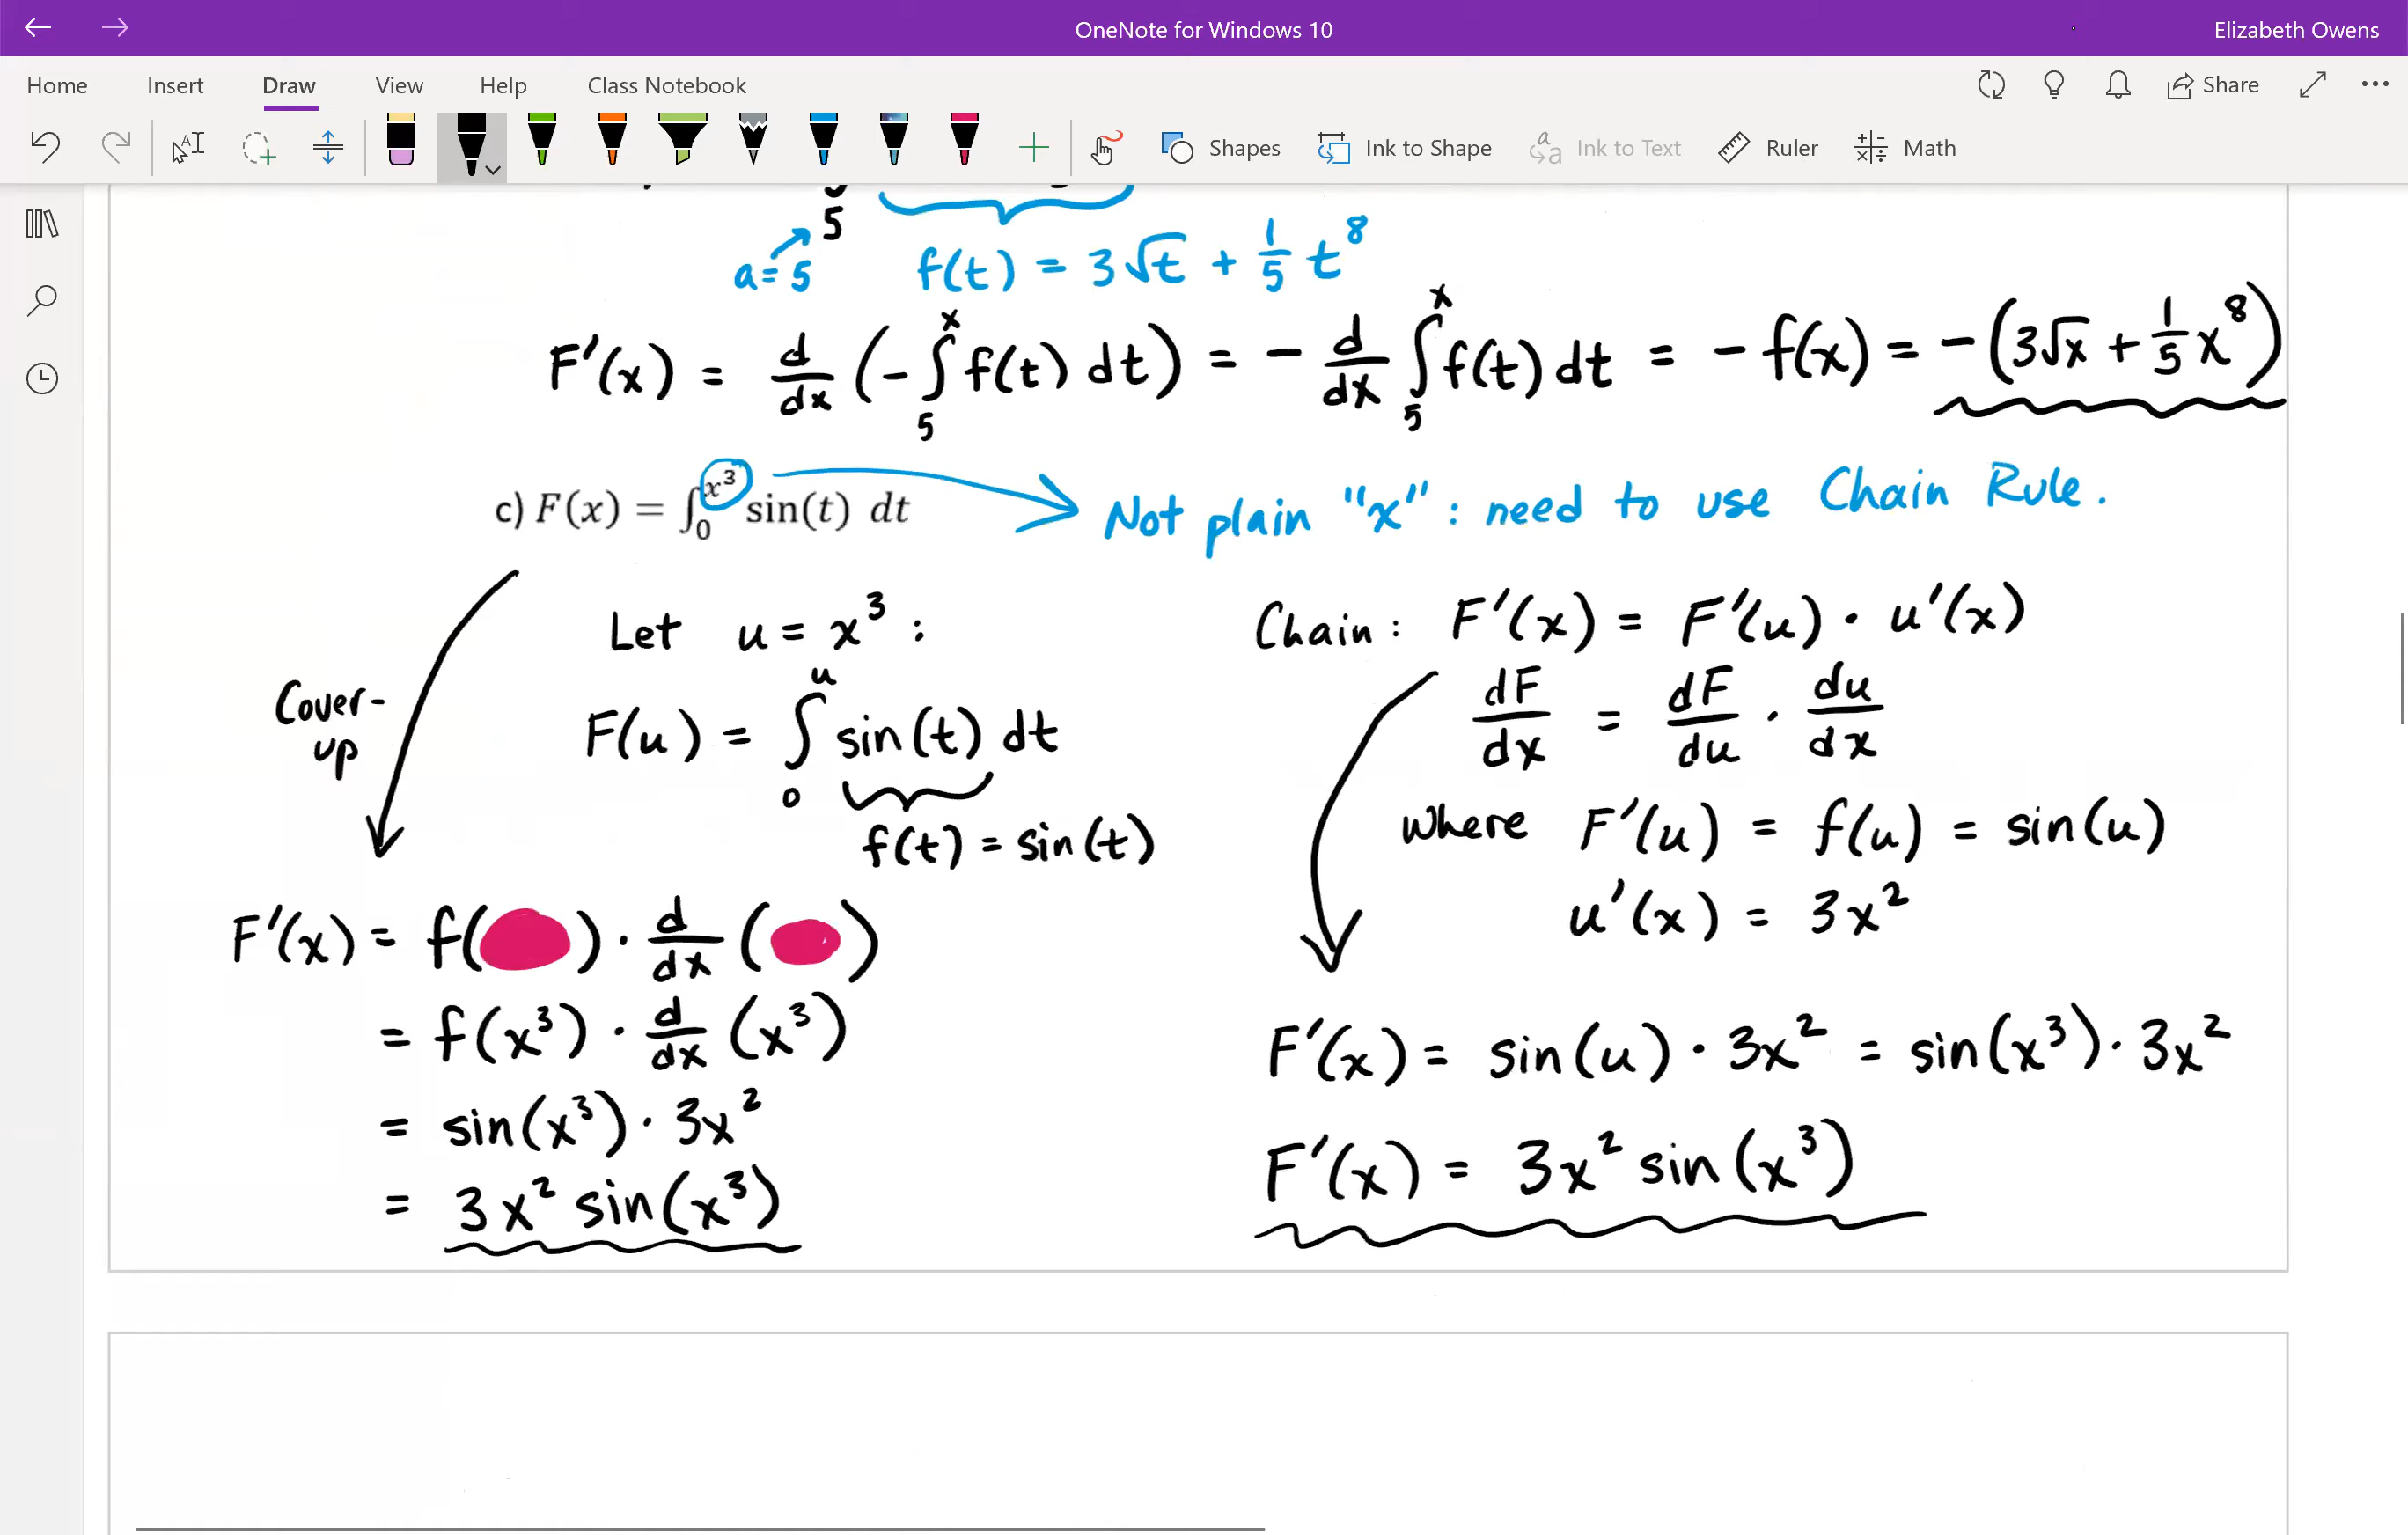 OneNote for Windows 10
Elizabeth Owens
Home Insert Draw View Help Class Notebook Share
Shapes Ink to Shape Ink to Text Ruler Math
5
a = 5 f(t) = 3√t + 1/5 t^8
F'(x) = d/dx (-∫_5^x f(t) dt) = - d/dx ∫_5^x f(t) dt = - f(x) = -(3√x + 1/5 x^8)
c) F(x) = ∫_0^{x^3} sin(t) dt Not plain "x" : need to use Chain Rule.
Let u = x^3 :
F(u) = ∫_0^u sin(t) dt
f(t) = sin(t)
Cover-
up
F'(x) = f( ) · d/dx ( )
= f(x^3) · d/dx (x^3)
= sin(x^3) · 3x^2
= 3x^2 sin(x^3)
Chain : F'(x) = F'(u) · u'(x)
dF/dx = dF/du · du/dx
where F'(u) = f(u) = sin(u)
u'(x) = 3x^2
F'(x) = sin(u) · 3x^2 = sin(x^3) · 3x^2
F'(x) = 3x^2 sin(x^3)